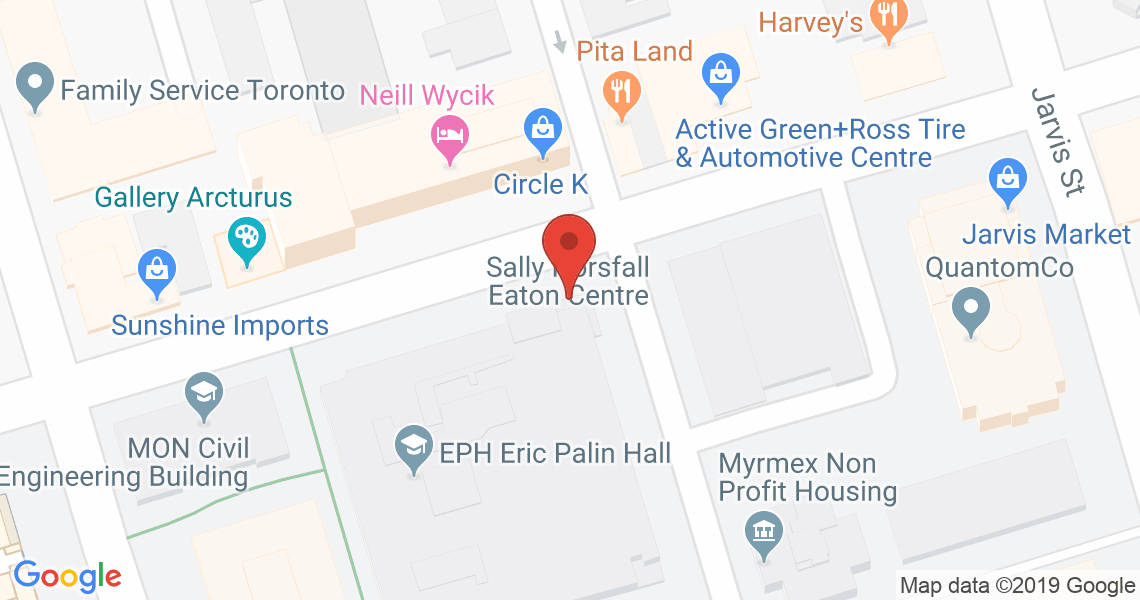 Harvey's
Pita Land
Family Service Toronto
Neill Wycik
Active Green+Ross Tire
& Automotive Centre
Jarvis St
Circle K
Gallery Arcturus
Jarvis Market
Sally Horsfall
Eaton Centre
QuantomCo
Sunshine Imports
MON Civil
Engineering Building
EPH Eric Palin Hall
Myrmex Non
Profit Housing
Google
Map data ©2019 Google